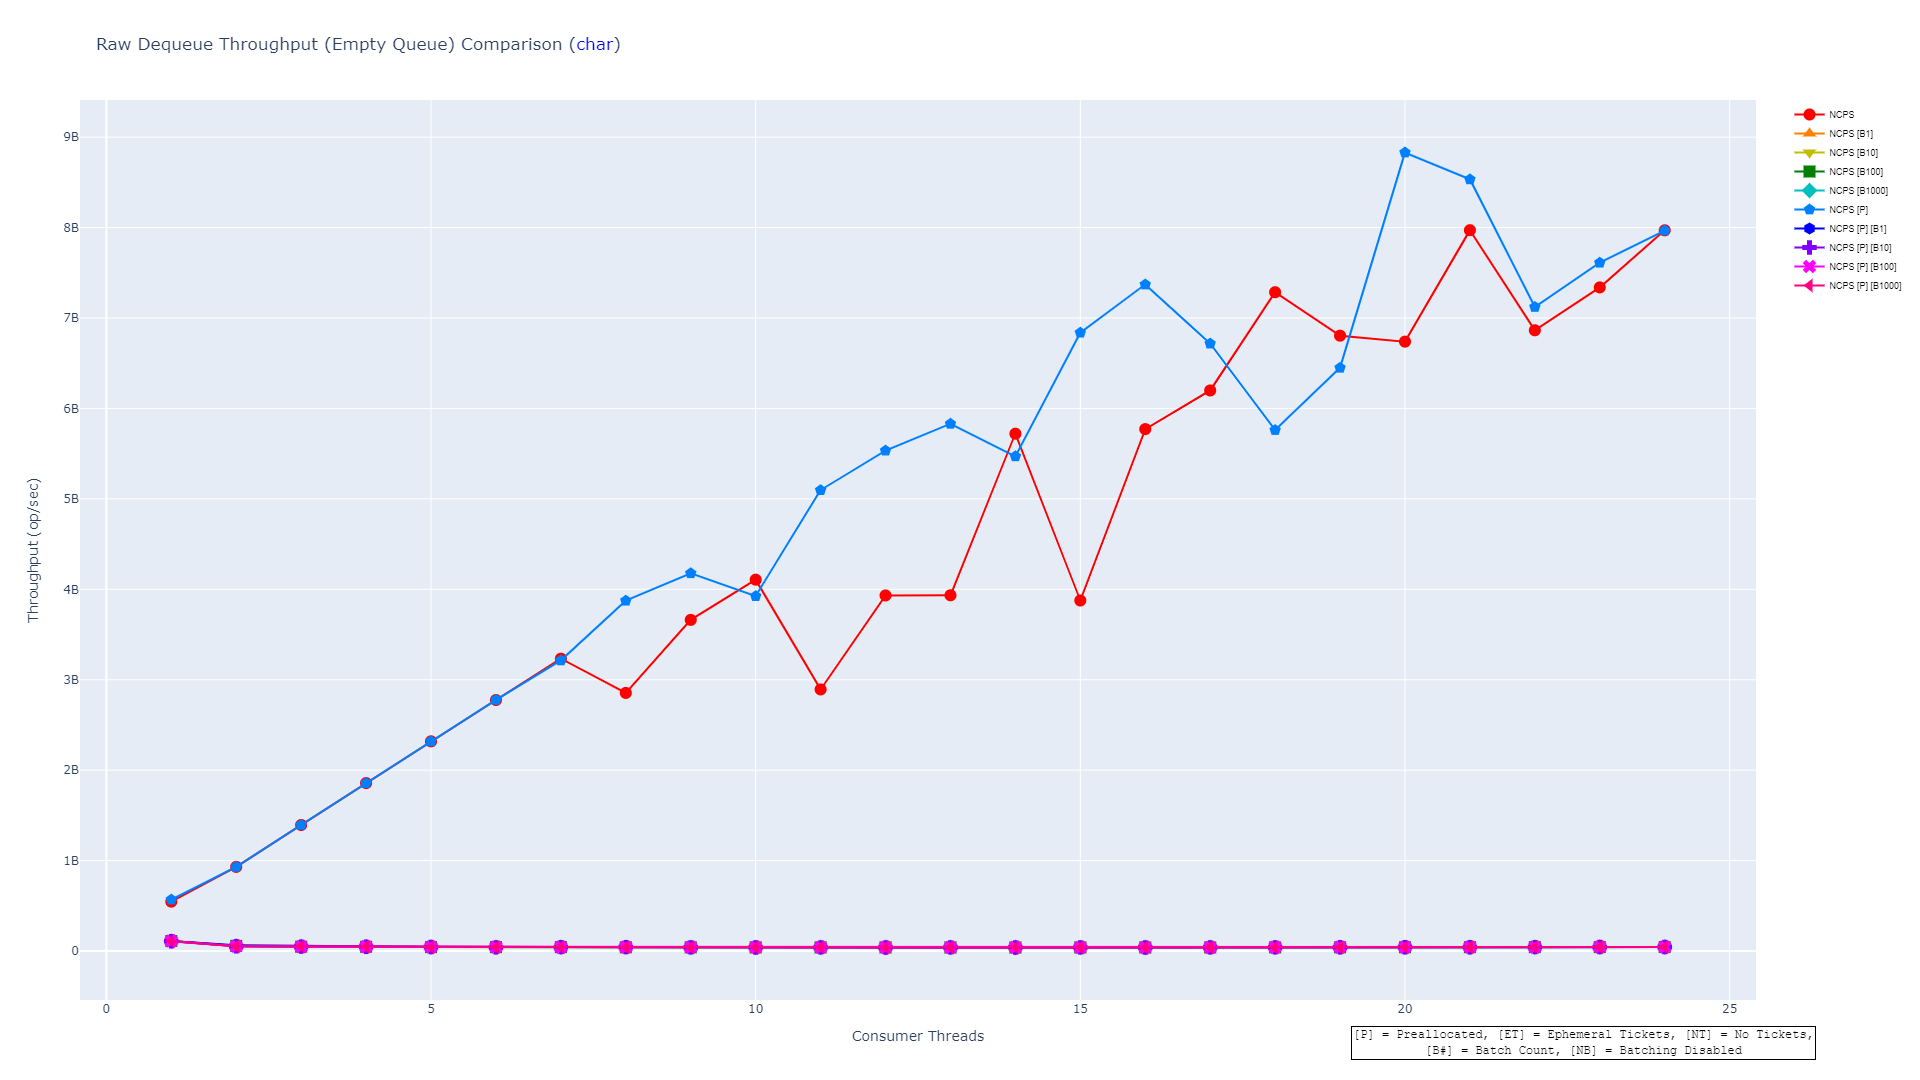 Raw Dequeue Throughput (Empty Queue) Comparison (char)
9B
8B
7B
6B
5B
4B
3B
2B
1B
0
Throughput (op/sec)
0
5
10
15
20
25
Consumer Threads
NCPS
NCPS [B1]
NCPS [B10]
NCPS [B100]
NCPS [B1000]
NCPS [P]
NCPS [P] [B1]
NCPS [P] [B10]
NCPS [P] [B100]
NCPS [P] [B1000]
[P] = Preallocated, [ET] = Ephemeral Tickets, [NT] = No Tickets,
[B#] = Batch Count, [NB] = Batching Disabled